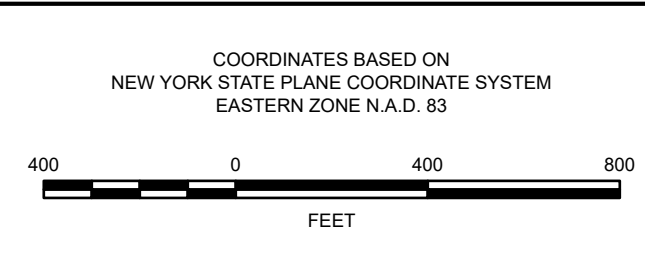 COORDINATES BASED ON
NEW YORK STATE PLANE COORDINATE SYSTEM
EASTERN ZONE N.A.D. 83
400 0 400 800
FEET